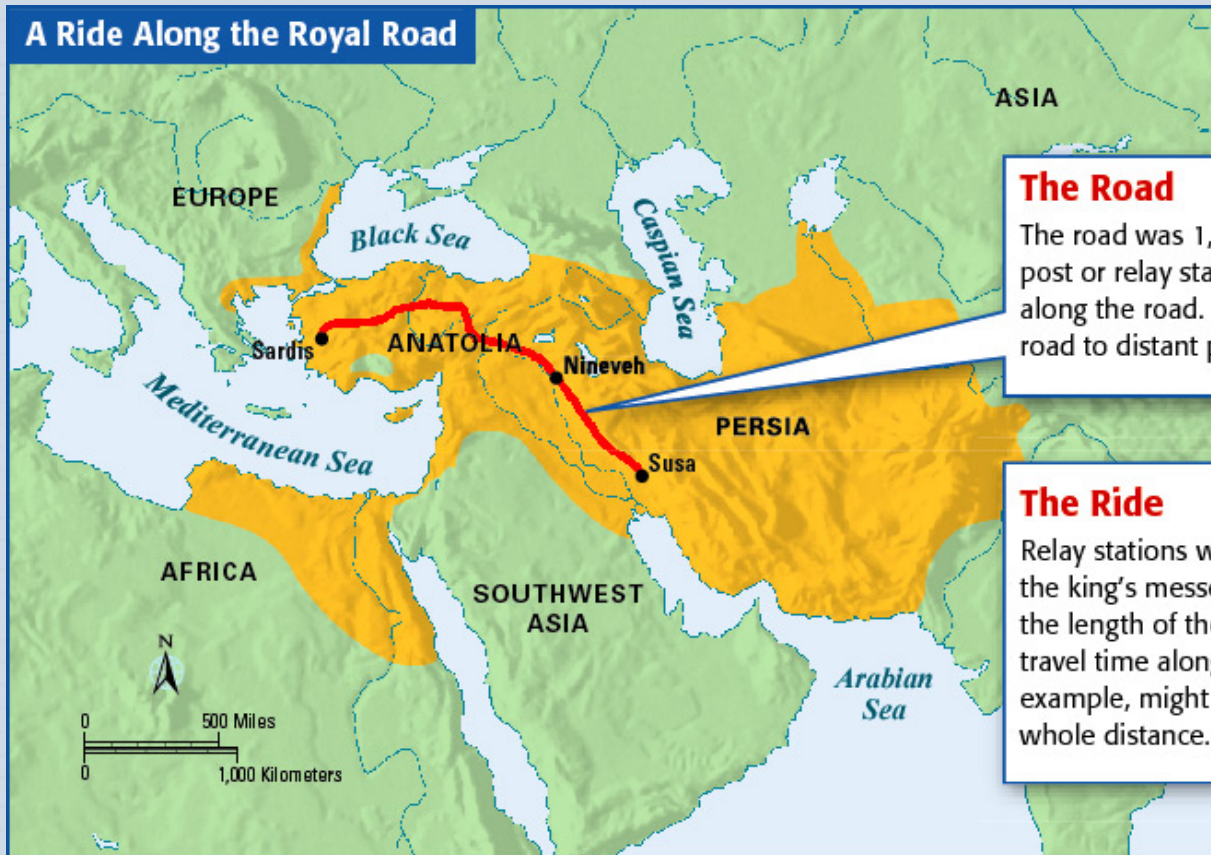 A Ride Along the Royal Road
ASIA
EUROPE
Black Sea
Caspian Sea
The Road
The road was 1,
post or relay sta
along the road.
road to distant p
Sardis
ANATOLIA
Nineveh
Mediterranean Sea
PERSIA
Susa
The Ride
Relay stations w
the king's messe
the length of the
travel time along
example, might
whole distance.
AFRICA
SOUTHWEST
ASIA
Arabian
Sea
N
0 500 Miles
0 1,000 Kilometers